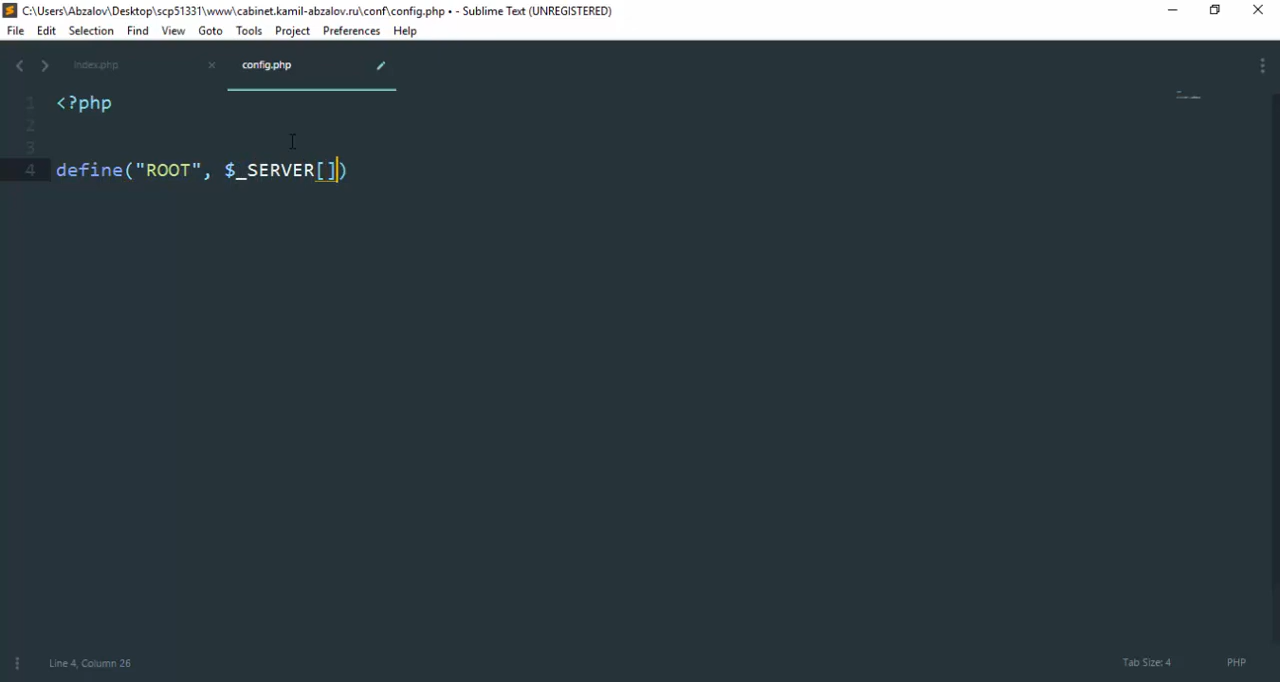 C:\Users\Abzalov\Desktop\scp51331\www\cabinet.kamil-abzalov.ru\conf\config.php • - Sublime Text (UNREGISTERED)
File Edit Selection Find View Goto Tools Project Preferences Help
index.php config.php
1 <?php
2
3
4 define("ROOT", $_SERVER[])
Line 4, Column 26 Tab Size: 4 PHP